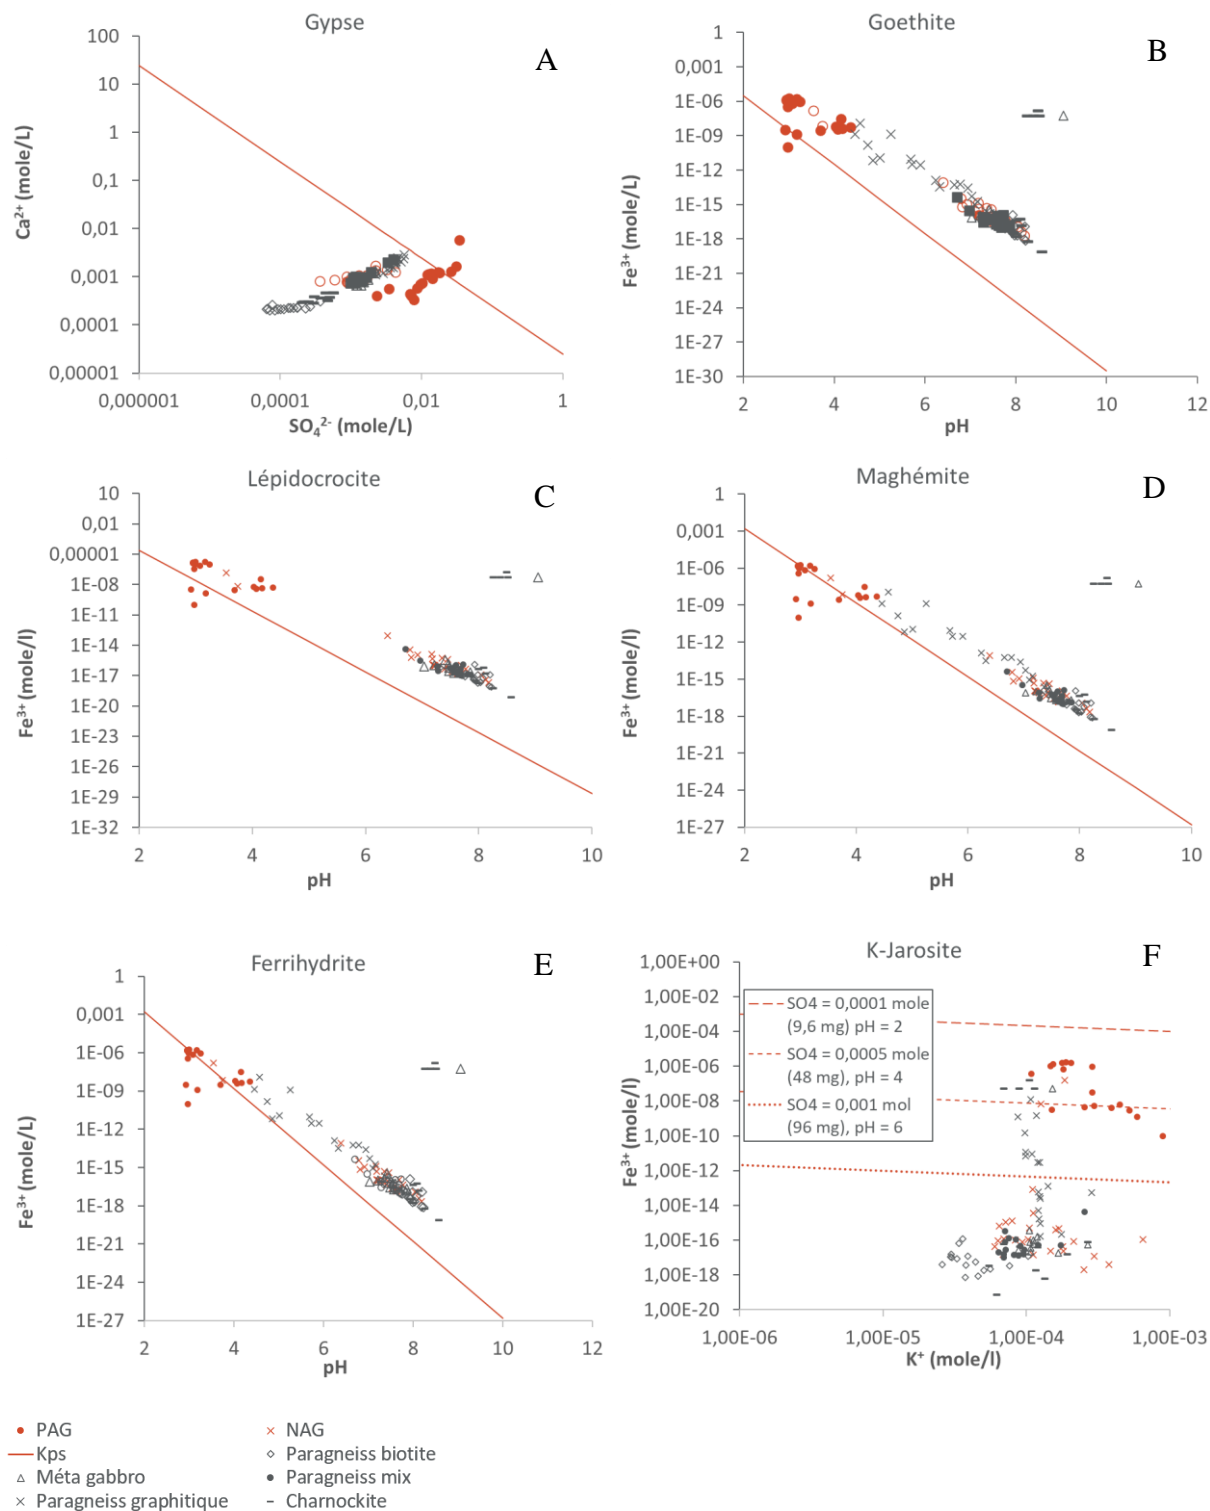 Gypse
A
100
10
1
0,1
0,01
0,001
0,0001
0,00001
Ca²⁺ (mole/L)
0,000001
0,0001
0,01
1
SO₄²⁻ (mole/L)
Goethite
B
1
0,001
1E-06
1E-09
1E-12
1E-15
1E-18
1E-21
1E-24
1E-27
1E-30
Fe³⁺ (mole/L)
2
4
6
8
10
12
pH
Lépidocrocite
C
10
0,01
0,00001
1E-08
1E-11
1E-14
1E-17
1E-20
1E-23
1E-26
1E-29
1E-32
Fe³⁺ (mole/l)
2
4
6
8
10
pH
Maghémite
D
1
0,001
1E-06
1E-09
1E-12
1E-15
1E-18
1E-21
1E-24
1E-27
Fe³⁺ (mole/l)
2
4
6
8
10
pH
Ferrihydrite
E
1
0,001
1E-06
1E-09
1E-12
1E-15
1E-18
1E-21
1E-24
1E-27
Fe³⁺ (mole/L)
2
4
6
8
10
12
pH
K-Jarosite
F
1,00E+00
1,00E-02
1,00E-04
1,00E-06
1,00E-08
1,00E-10
1,00E-12
1,00E-14
1,00E-16
1,00E-18
1,00E-20
Fe³⁺ (mole/l)
SO4 = 0,0001 mole
(9,6 mg) pH = 2
SO4 = 0,0005 mole
(48 mg), pH = 4
SO4 = 0,001 mol
(96 mg), pH = 6
1,00E-06
1,00E-05
1,00E-04
1,00E-03
K⁺ (mole/l)
PAG
NAG
Kps
Paragneiss biotite
Méta gabbro
Paragneiss mix
Paragneiss graphitique
Charnockite